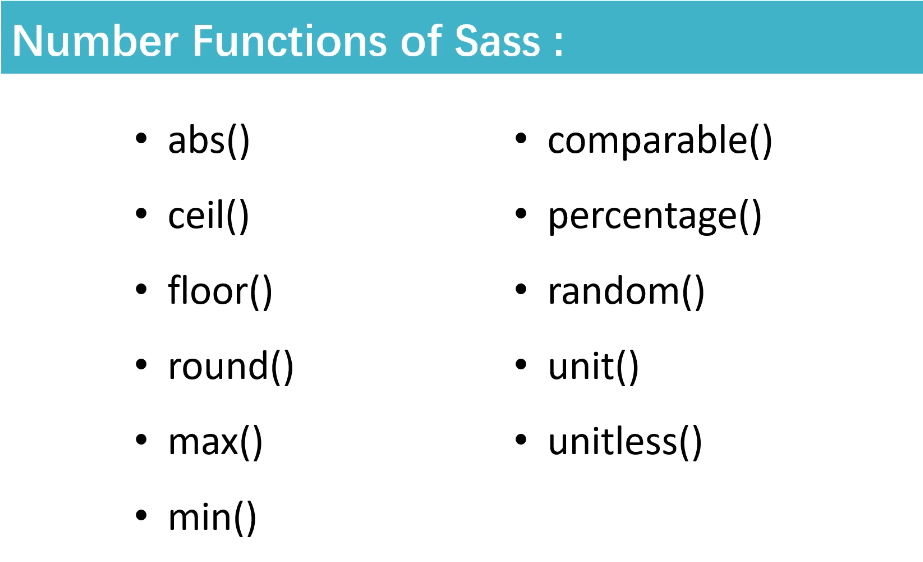 Number Functions of Sass :
• abs()
• ceil()
• floor()
• round()
• max()
• min()
• comparable()
• percentage()
• random()
• unit()
• unitless()